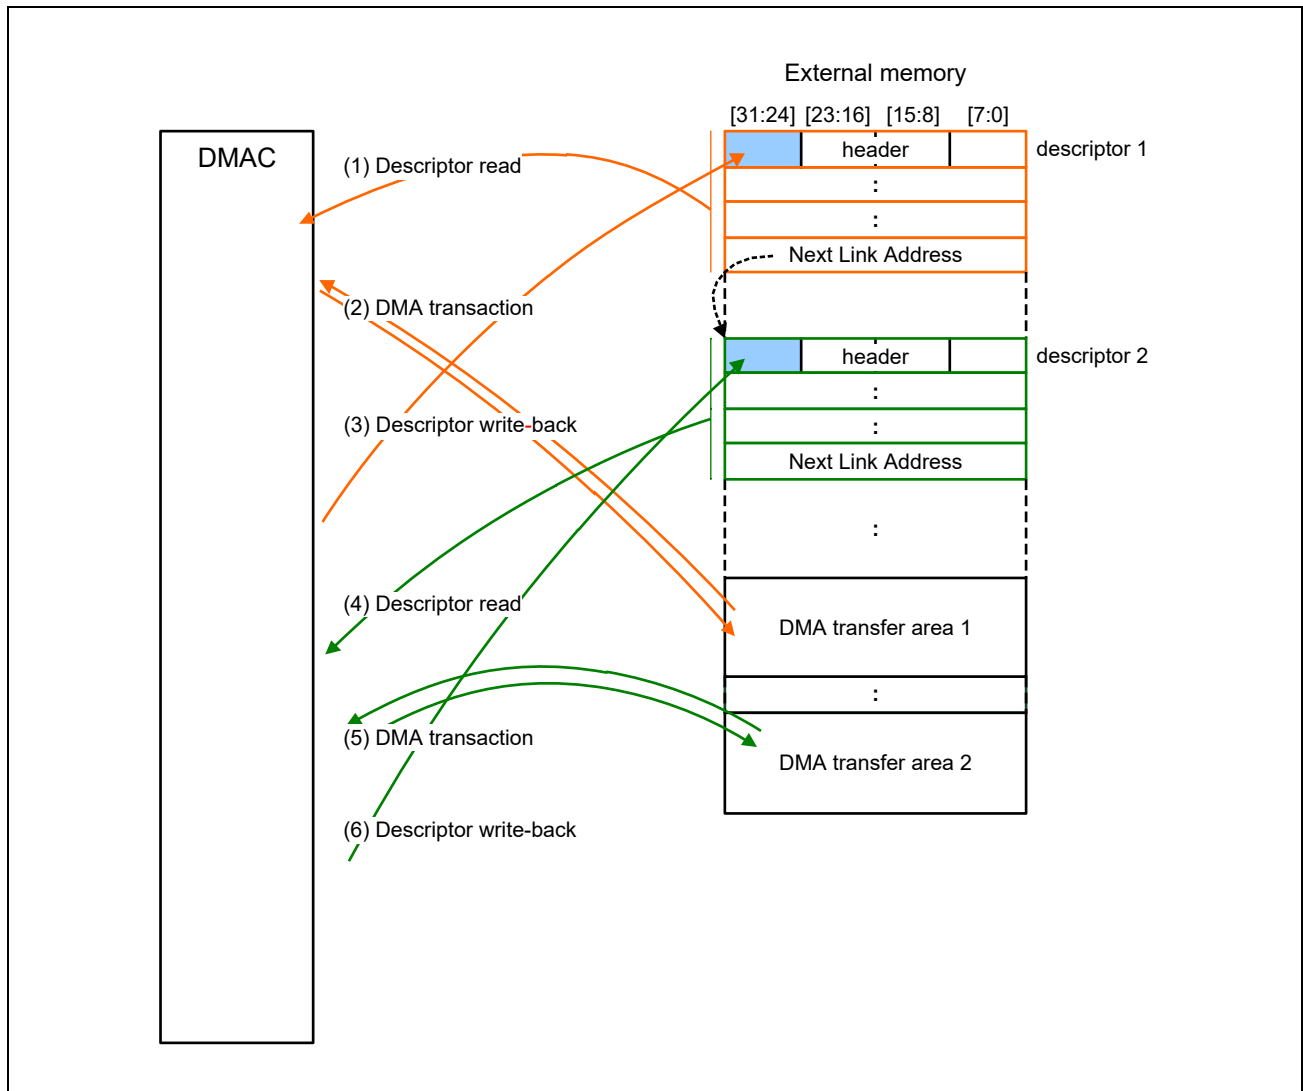 External memory
[31:24] [23:16] [15:8] [7:0]
DMAC
header
descriptor 1
(1) Descriptor read
:
:
Next Link Address
(2) DMA transaction
header
descriptor 2
:
(3) Descriptor write-back
:
Next Link Address
:
(4) Descriptor read
DMA transfer area 1
:
(5) DMA transaction
DMA transfer area 2
(6) Descriptor write-back